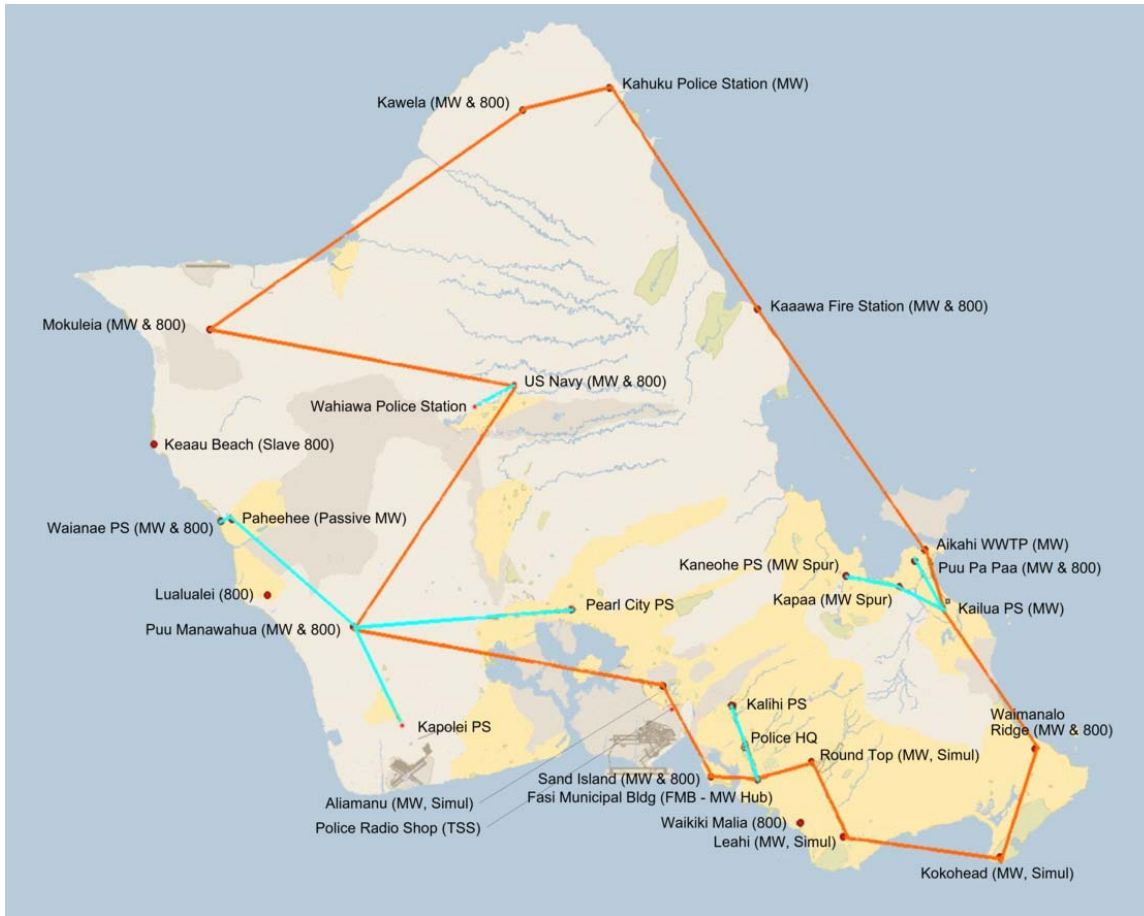 Kahuku Police Station (MW)
Kawela (MW & 800)
Kaaawa Fire Station (MW & 800)
Mokuleia (MW & 800)
US Navy (MW & 800)
Wahiawa Police Station
Keaau Beach (Slave 800)
Waianae PS (MW & 800)
Paheehee (Passive MW)
Aikahi WWTP (MW)
Kaneohe PS (MW Spur)
Puu Pa Paa (MW & 800)
Lualualei (800)
Pearl City PS
Kapaa (MW Spur)
Kailua PS (MW)
Puu Manawahua (MW & 800)
Kapolei PS
Kalihi PS
Waimanalo
Ridge (MW & 800)
Police HQ
Round Top (MW, Simul)
Sand Island (MW & 800)
Fasi Municipal Bldg (FMB - MW Hub)
Aliamanu (MW, Simul)
Police Radio Shop (TSS)
Waikiki Malia (800)
Leahi (MW, Simul)
Kokohead (MW, Simul)